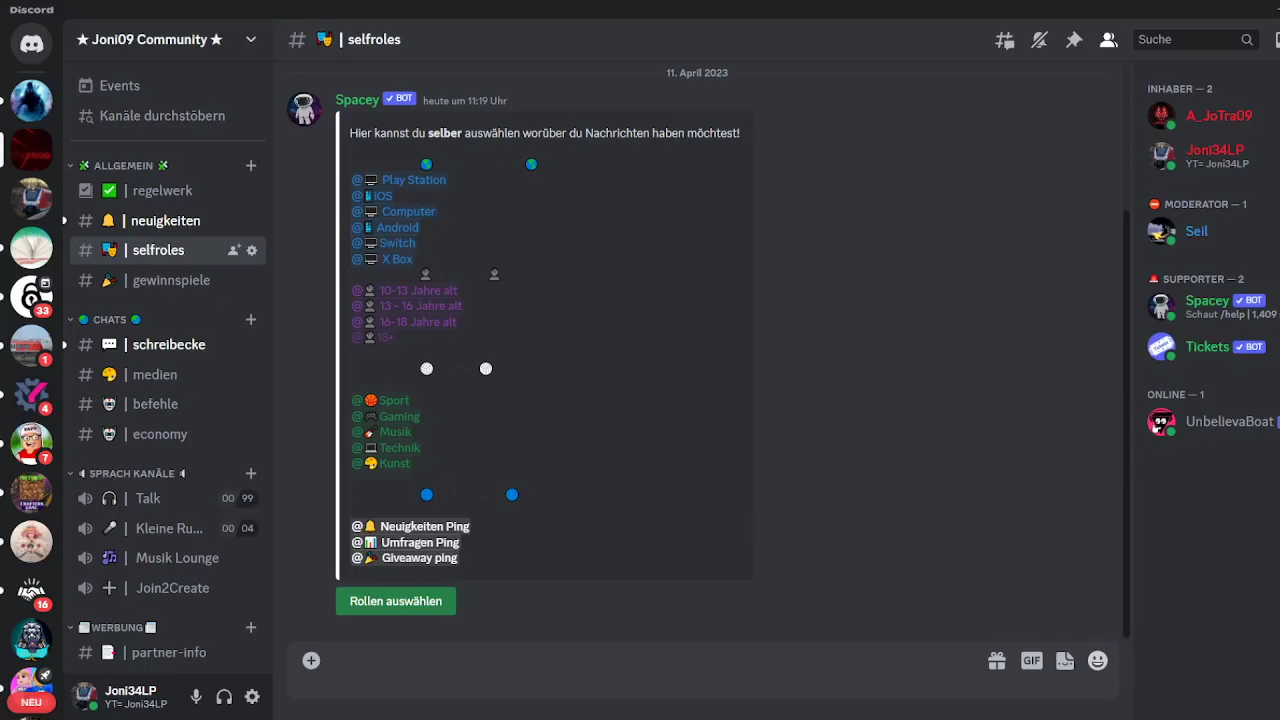 Discord
★ Joni09 Community ★
Events
Kanäle durchstöbern
ALLGEMEIN
| regelwerk
| neuigkeiten
| selfroles
| gewinnspiele
CHATS
| schreibecke
| medien
| befehle
| economy
SPRACH KANÄLE
| Talk 00 99
| Kleine Ru... 00 04
| Musik Lounge
| Join2Create
WERBUNG
| partner-info
Joni34LP
YT= Joni34LP
33
1
4
7
16
NEU
| selfroles
Suche
11. April 2023
Spacey ✓ BOT heute um 11:19 Uhr
Hier kannst du selber auswählen worüber du Nachrichten haben möchtest!
@🖥 Play Station
@📱iOS
@🖥 Computer
@📱 Android
@🖥 Switch
@🖥 X Box
@👤 10-13 Jahre alt
@👤 13 - 16 Jahre alt
@👤 16-18 Jahre alt
@👤18+
@🏀 Sport
@🎮 Gaming
@🎸 Musik
@💻 Technik
@🎨 Kunst
@🔔 Neuigkeiten Ping
@📊 Umfragen Ping
@🎉 Giveaway ping
Rollen auswählen
GIF
INHABER — 2
A_JoTra09
Joni34LP
YT= Joni34LP
MODERATOR — 1
Seil
SUPPORTER — 2
Spacey ✓ BOT
Schaut /help | 1,409
Tickets ✓ BOT
ONLINE — 1
UnbelievaBoat